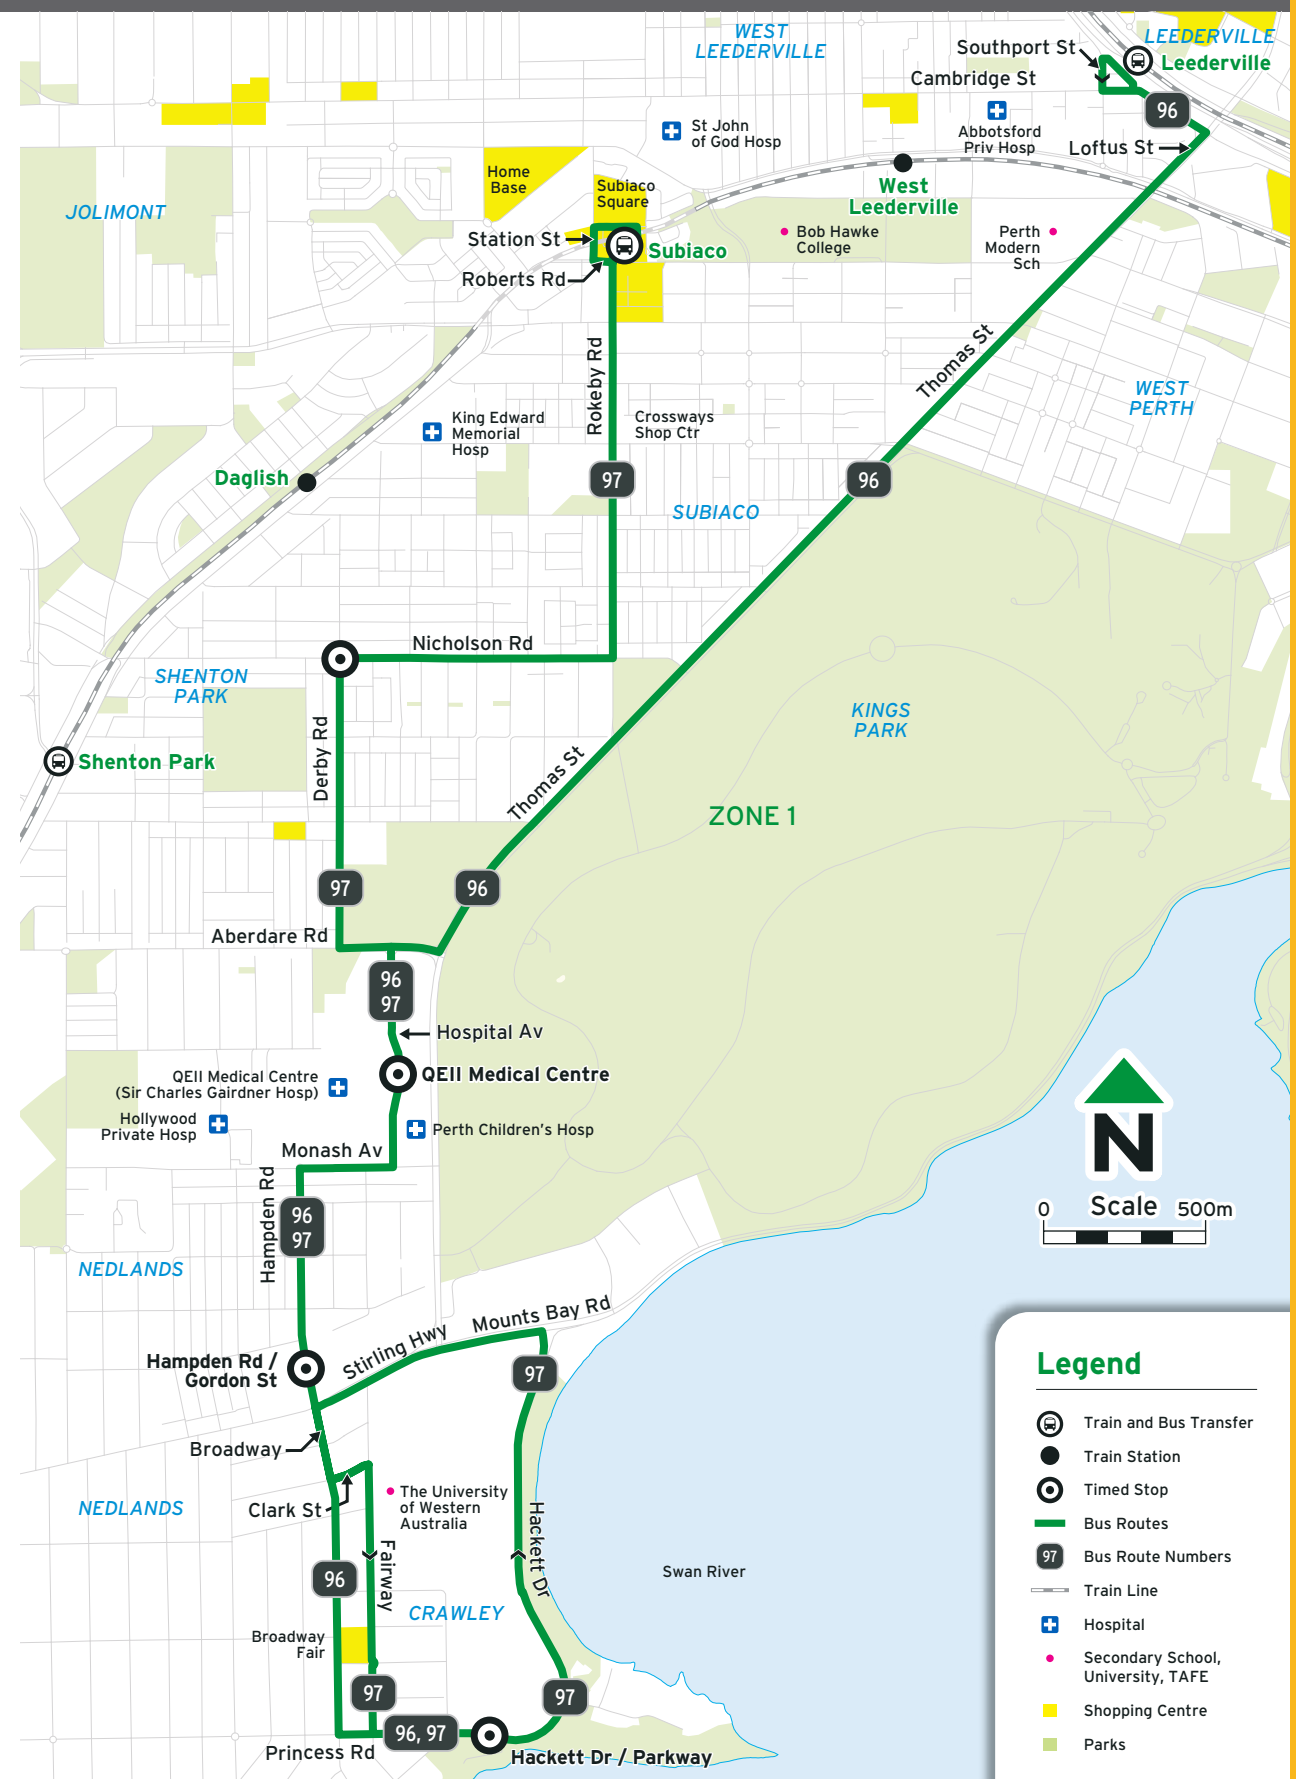 WEST
LEEDERVILLE
LEEDERVILLE
Southport St
Leederville
Cambridge St
96
St John
of God Hosp
Abbotsford
Priv Hosp
Loftus St
Home
Base
Subiaco
Square
West
Leederville
JOLIMONT
Station St
Subiaco
Bob Hawke
College
Perth
Modern
Sch
Roberts Rd
Thomas St
Rokeby Rd
WEST
PERTH
King Edward
Memorial
Hosp
Crossways
Shop Ctr
Daglish
97
96
SUBIACO
Nicholson Rd
SHENTON
PARK
KINGS
PARK
Derby Rd
Shenton Park
Thomas St
ZONE 1
97
96
Aberdare Rd
96
97
Hospital Av
QEII Medical Centre
QEII Medical Centre
(Sir Charles Gairdner Hosp)
Hollywood
Private Hosp
Perth Children's Hosp
Monash Av
Hampden Rd
96
97
N
0
Scale
500m
NEDLANDS
Mounts Bay Rd
Stirling Hwy
Hampden Rd /
Gordon St
97
Broadway
NEDLANDS
Clark St
The University
of Western
Australia
Hackett Dr
Fairway
96
Swan River
CRAWLEY
Broadway
Fair
97
97
96, 97
Princess Rd
Hackett Dr / Parkway
Legend
Train and Bus Transfer
Train Station
Timed Stop
Bus Routes
97
Bus Route Numbers
Train Line
Hospital
Secondary School,
University, TAFE
Shopping Centre
Parks